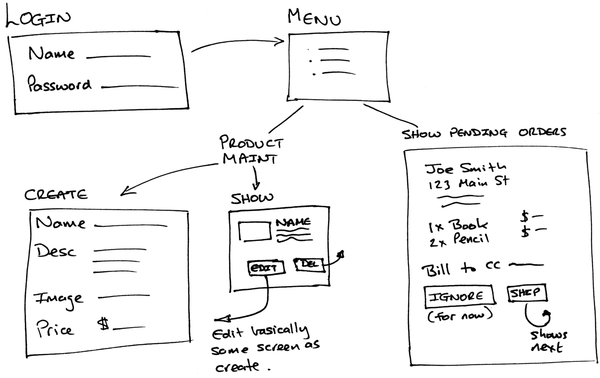 LOGIN
Name
Password
MENU
PRODUCT
MAINT
CREATE
Name
Desc
Image
Price $
SHOW
NAME
EDIT
DEL
Edit basically
same screen as
create.
SHOW PENDING ORDERS
Joe Smith
123 Main St
1x Book $
2x Pencil $
Bill to CC
IGNORE
SHIP
(for now)
Shows
next